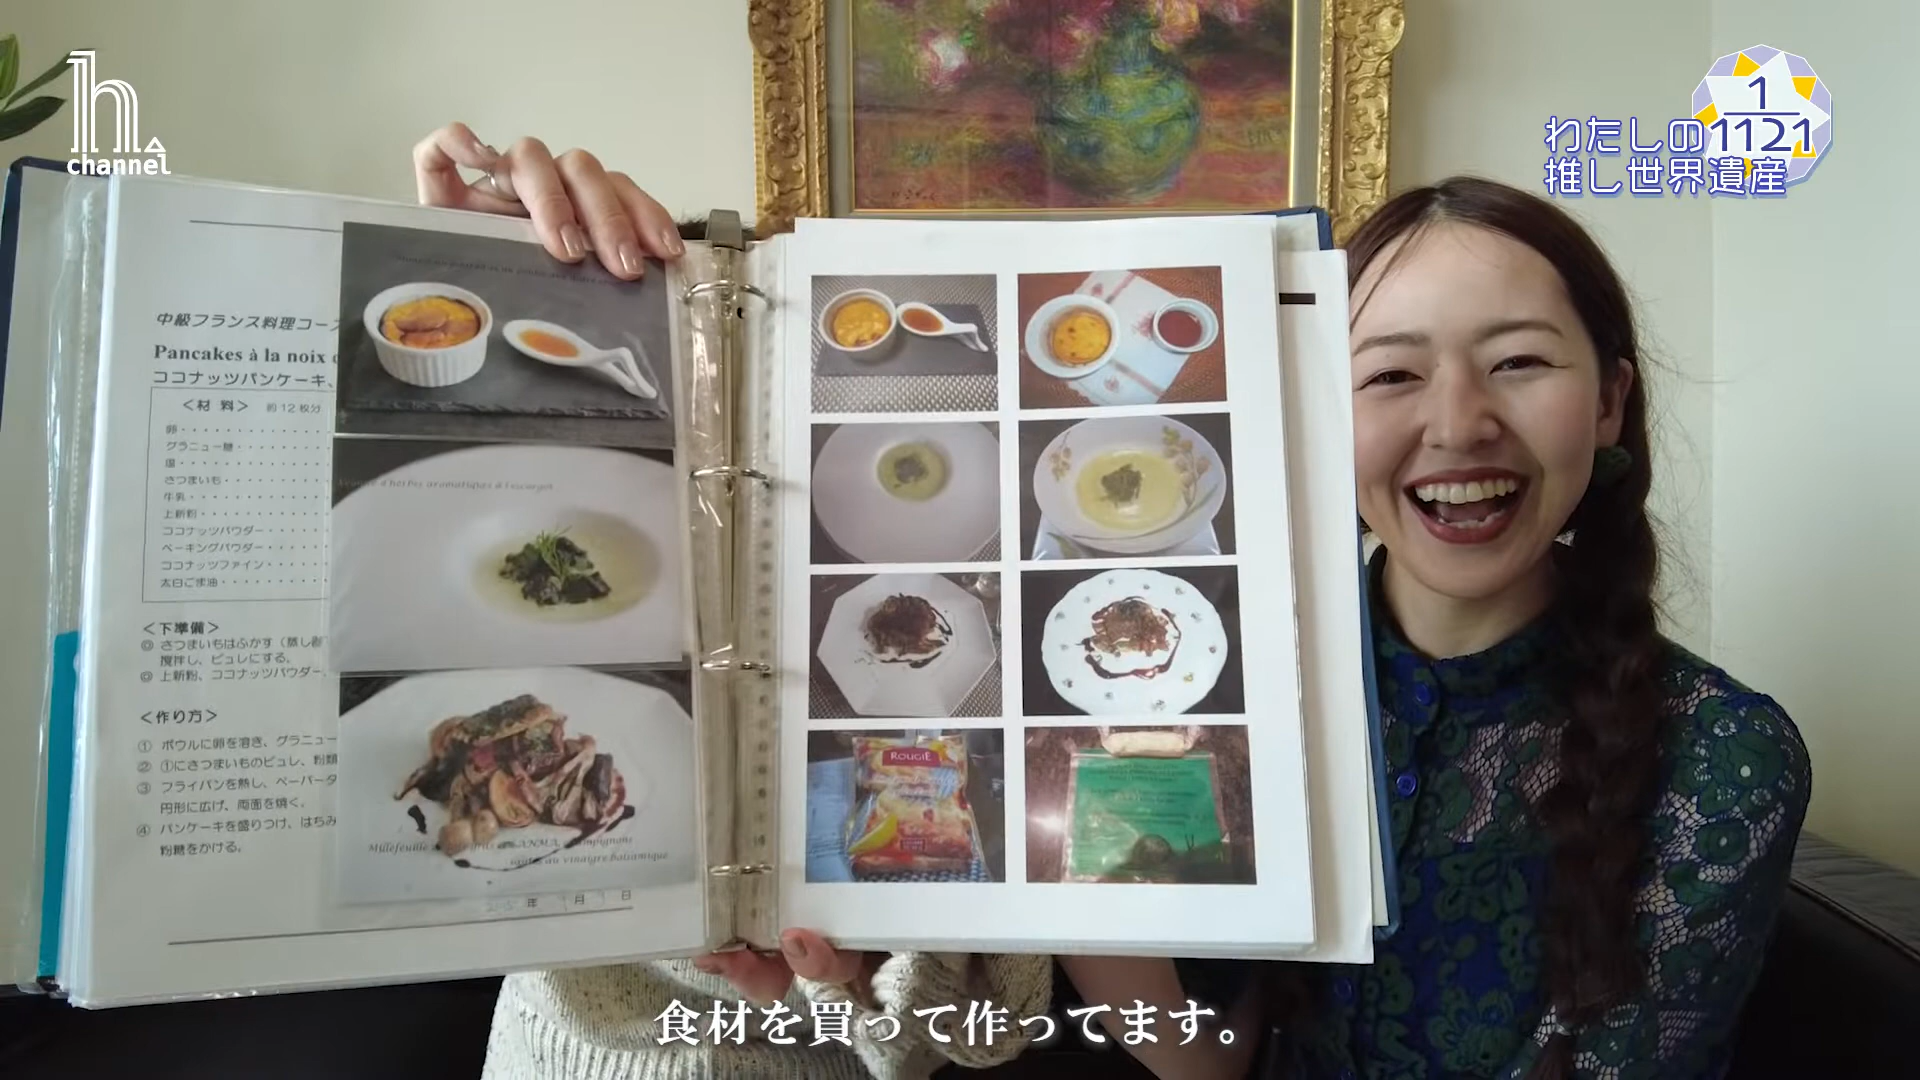 h
channel
1
1121
わたしの
推し世界遺産
中級フランス料理コー
Pancakes à la noix
ココナッツパンケーキ、
＜材 料＞ 約12枚分
卵・・・・・・・・・・・・・
グラニュー糖・・・・・・・・
塩・・・・・・・・・・・・・
さつまいも・・・・・・・・・
牛乳・・・・・・・・・・・・
上新粉・・・・・・・・・・・
ココナッツパウダー・・・・・
ベーキングパウダー・・・・・・
ココナッツファイン・・・・・
太白ごま油・・・・・・・・・
＜下準備＞
◎ さつまいもはふかす（蒸し器
攪拌し、ピュレにする。
◎ 上新粉、ココナッツパウダー、
＜作り方＞
① ボウルに卵を溶き、グラニュー
② ①にさつまいものピュレ、粉類
③ フライパンを熱し、ペーパータ
円形に広げ、両面を焼く。
④ パンケーキを盛りつけ、はちみ
粉糖をかける。
d'herbes aromatiques
Millefeuille
au vinaigre balsamique
年 月 日
ROUGIE
食材を買って作ってます。